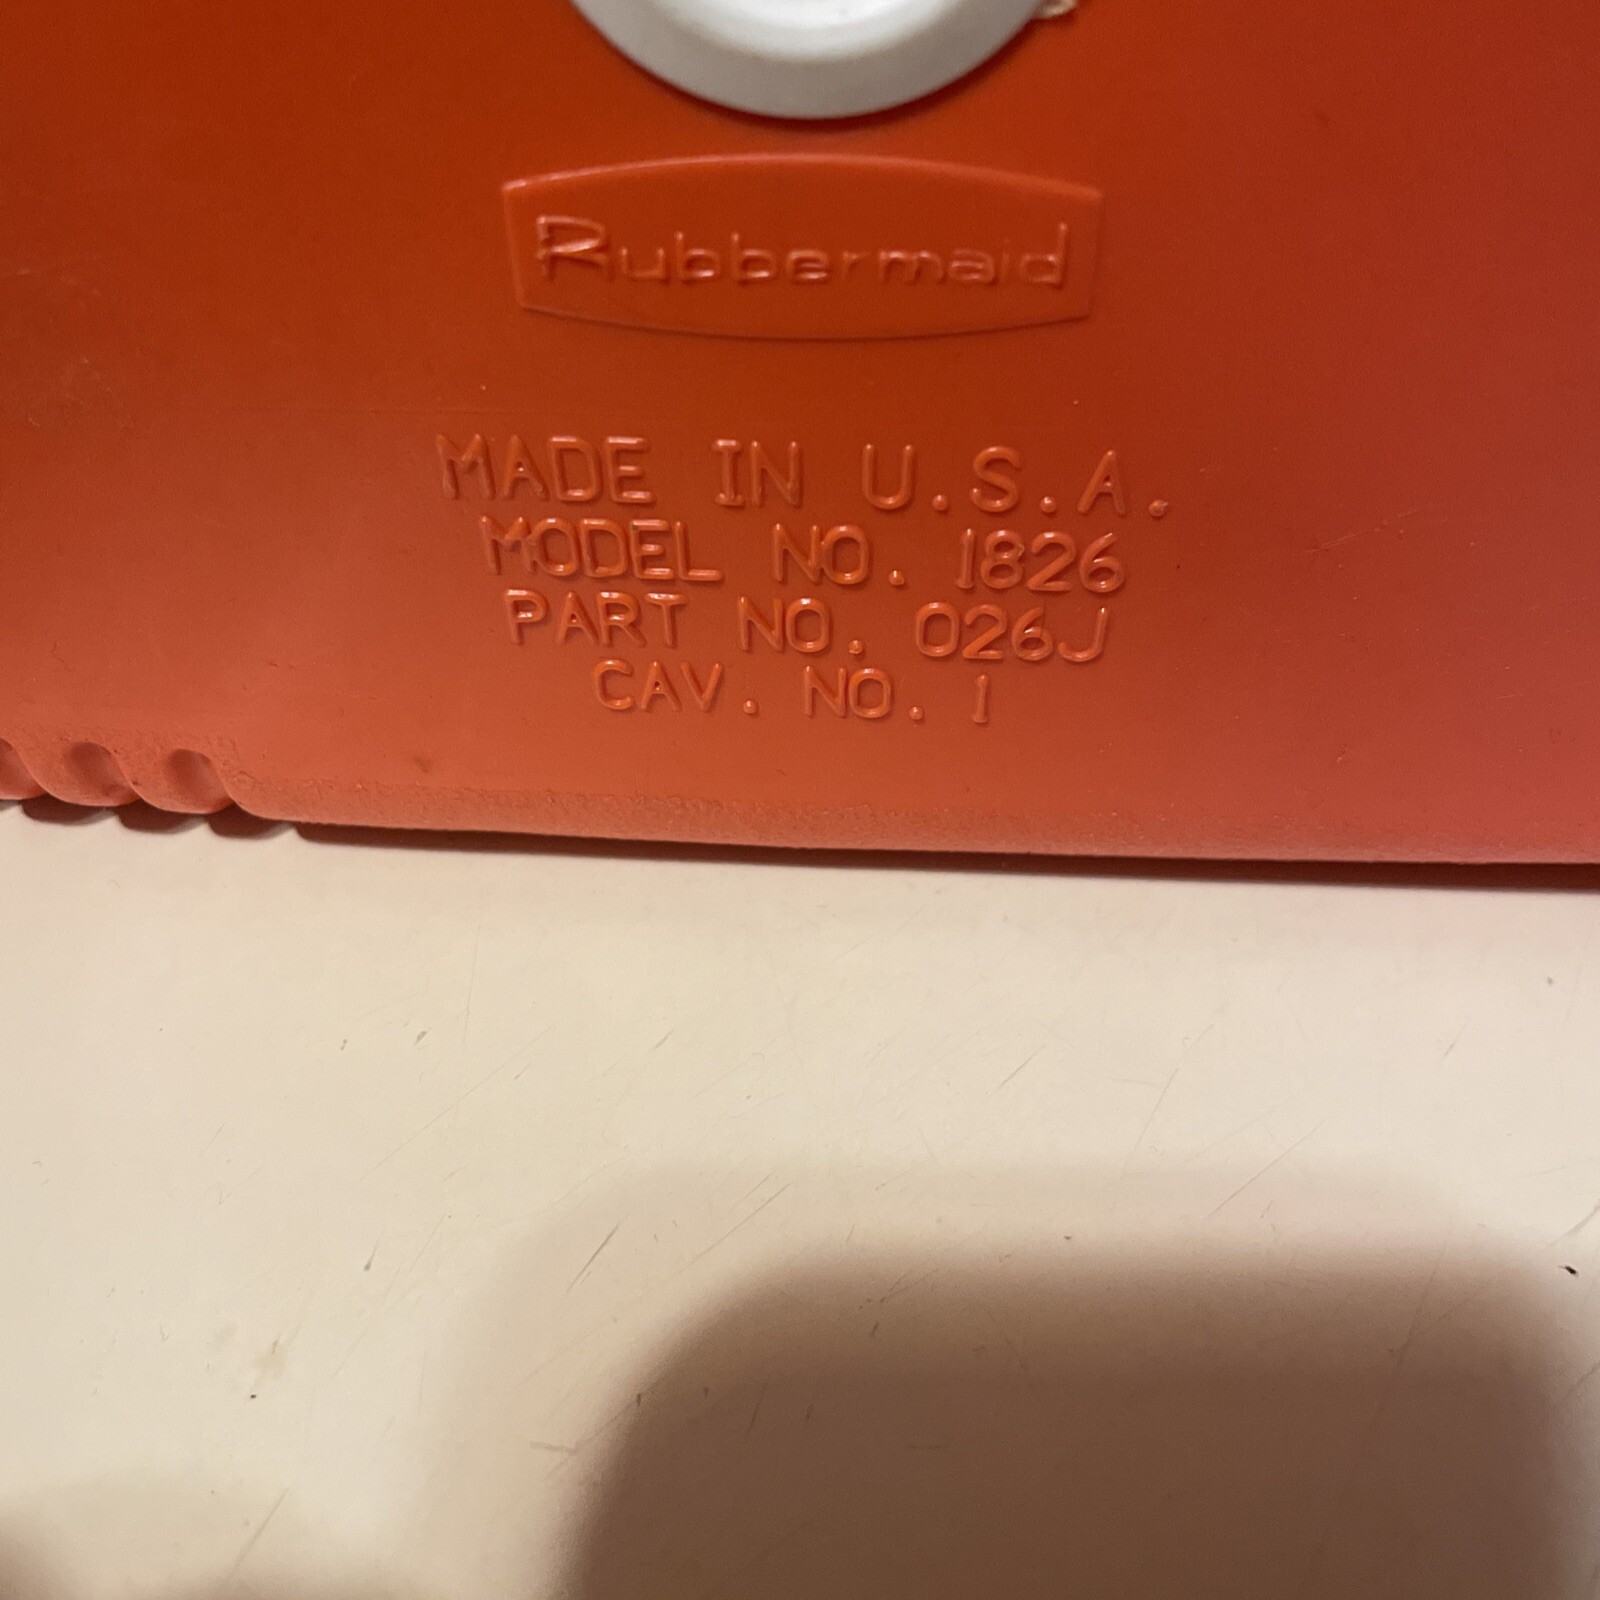 Rubbermaid
MADE IN U.S.A.
MODEL NO. 1826
PART NO. 026J
CAV. NO. 1